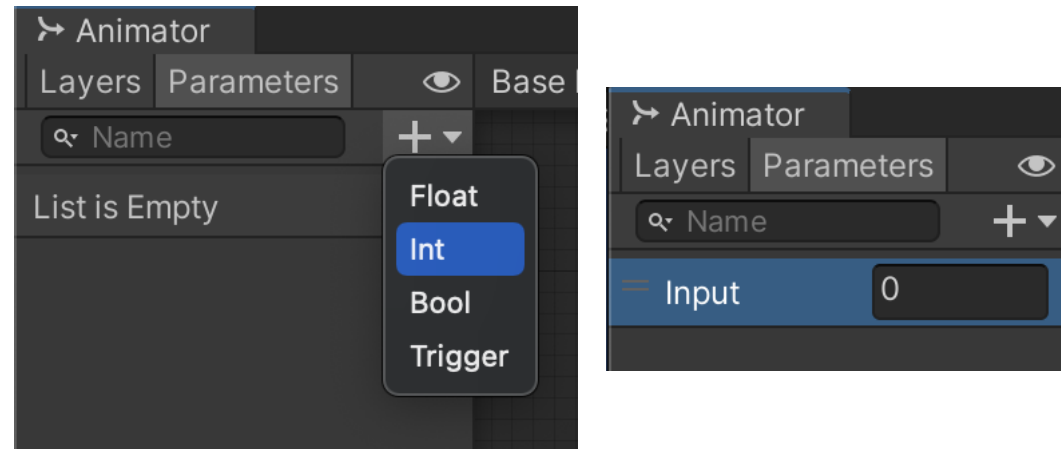 Animator
Layers Parameters Base
Name
List is Empty
Float
Int
Bool
Trigger
Animator
Layers Parameters
Name
Input 0